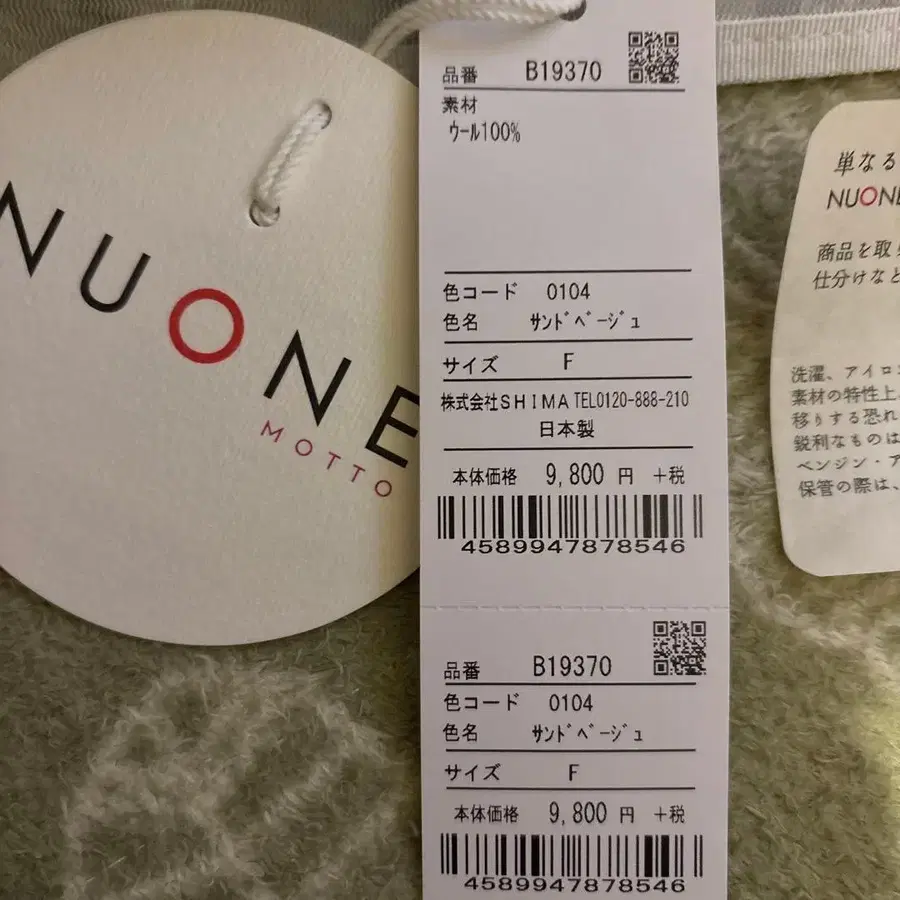 NUONE
MOTTO
品番 B19370
素材
ウール100%
色コード 0104
色名 ｻﾝﾄﾞﾍﾞｰｼﾞｭ
サイズ F
株式会社SHIMA TEL0120-888-210
日本製
本体価格 9,800 円 +税
4589947878546
品番 B19370
色コード 0104
色名 ｻﾝﾄﾞﾍﾞｰｼﾞｭ
サイズ F
本体価格 9,800 円 +税
4589947878546
単なる
NUONE
商品を取
仕分けなど
洗濯、アイロン
素材の特性上
移りする恐れ
鋭利なものは
ベンジン・ア
保管の際は、